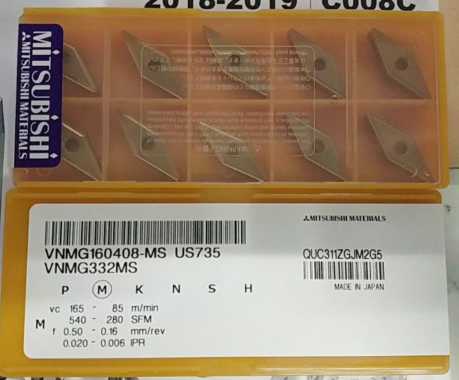 2018-2019 C008C
MITSUBISHI
MITSUBISHI MATERIALS
WARNING
MITSUBISHI MATERIALS
VNMG160408-MS US735
VNMG332MS
QUC311ZGJM2G5
MADE IN JAPAN
P M K N S H
M
vc 165 - 85 m/min
540 - 280 SFM
f 0.50 - 0.16 mm/rev
0.020 - 0.006 IPR